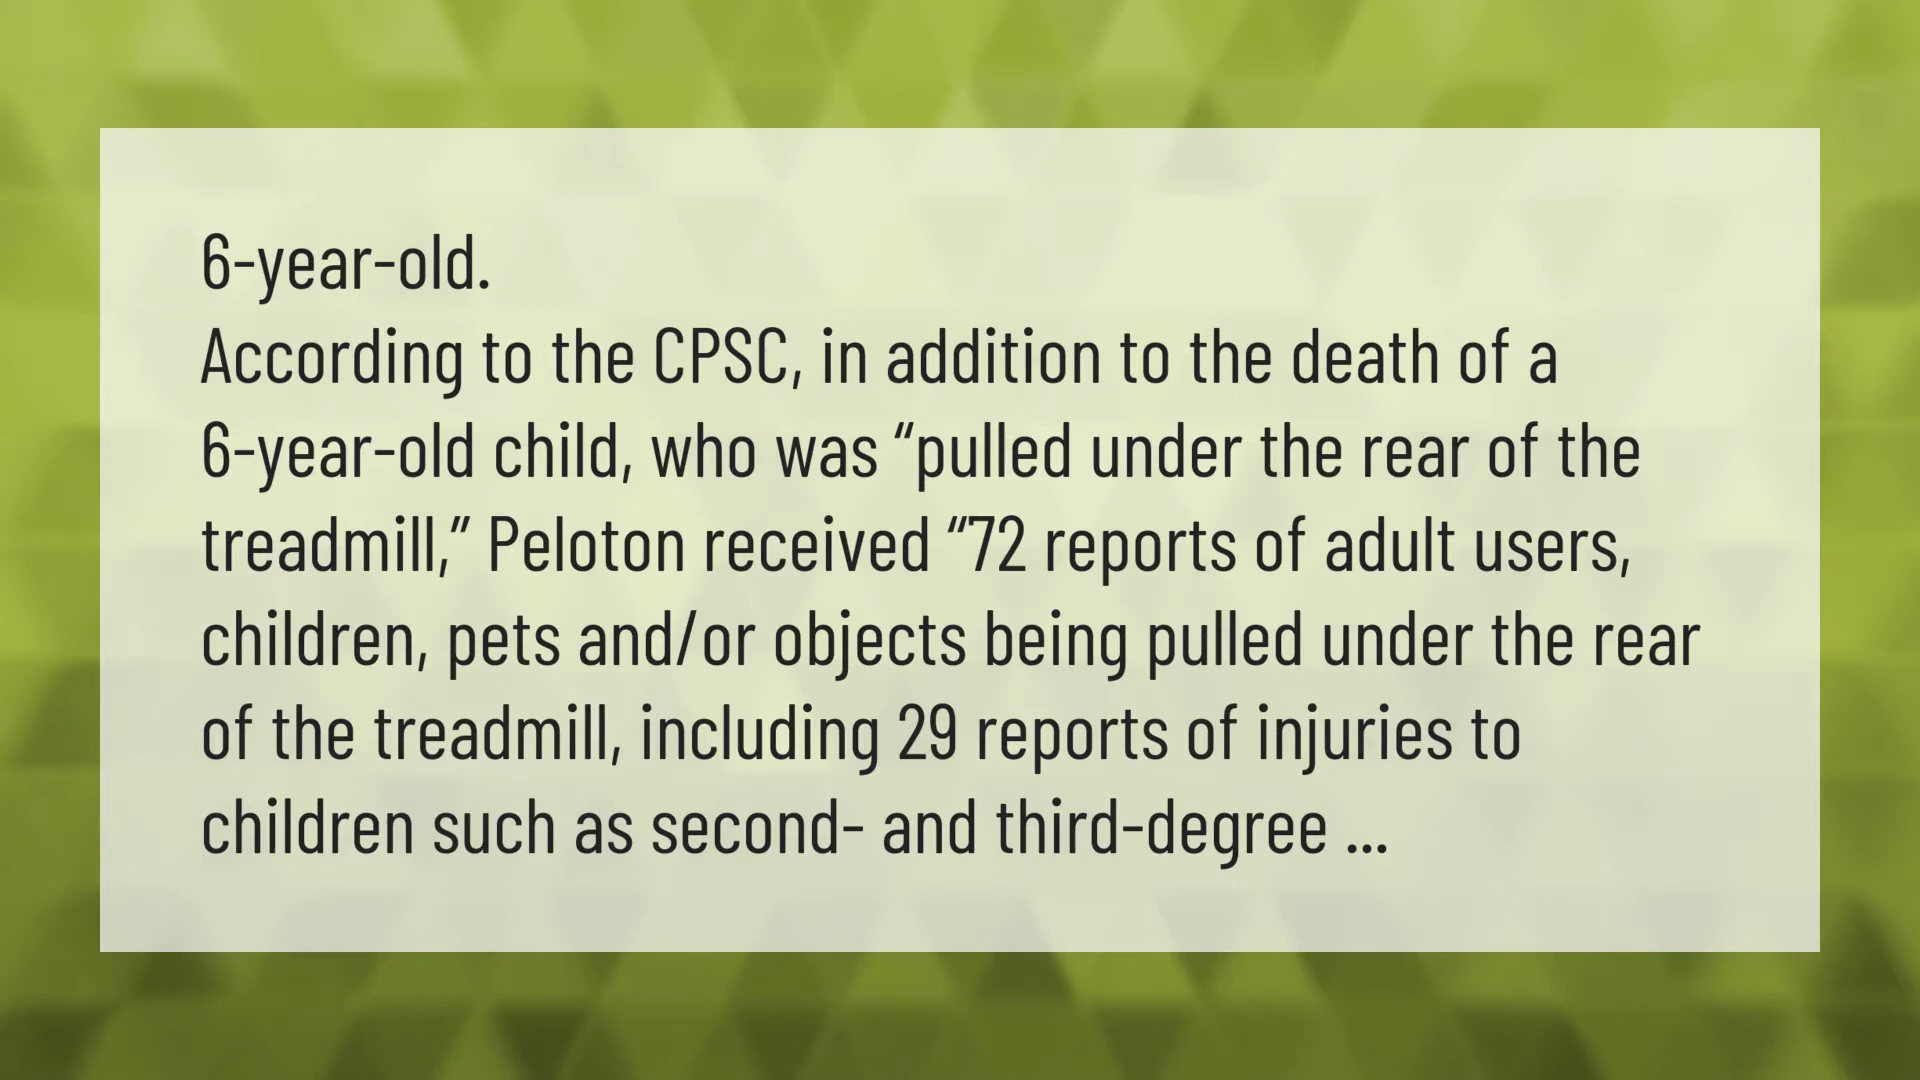 6-year-old.
According to the CPSC, in addition to the death of a
6-year-old child, who was “pulled under the rear of the
treadmill,” Peloton received “72 reports of adult users,
children, pets and/or objects being pulled under the rear
of the treadmill, including 29 reports of injuries to
children such as second- and third-degree ...